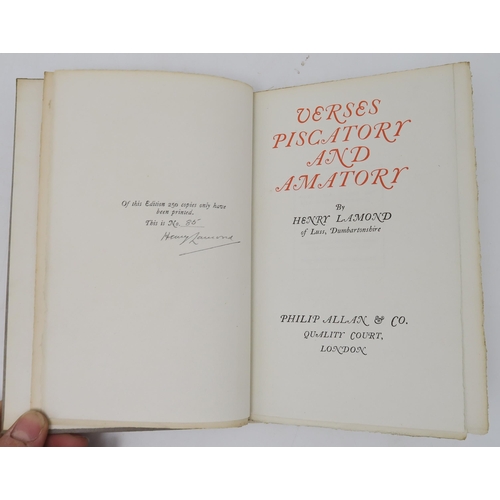 Of this Edition 250 copies only have
been printed.
This is No. 86
Henry Lamond
VERSES
PISCATORY
AND
AMATORY
By
HENRY LAMOND
of Luss, Dumbartonshire
PHILIP ALLAN & CO.
QUALITY COURT,
LONDON